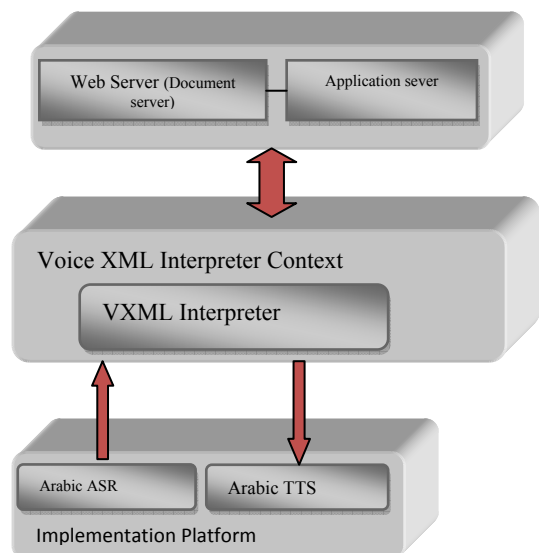 Web Server (Document
server)
Application sever
Voice XML Interpreter Context
VXML Interpreter
Arabic ASR
Arabic TTS
Implementation Platform